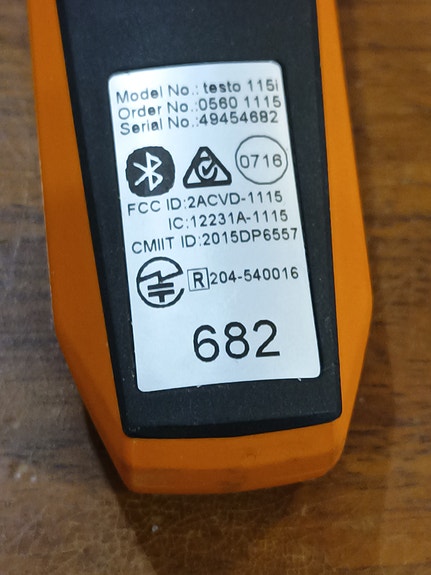 Model No.: testo 115i
Order No.:0560 1115
Serial No.:49454682
0716
FCC ID:2ACVD-1115
IC:12231A-1115
CMIIT ID:2015DP6557
R 204-540016
682